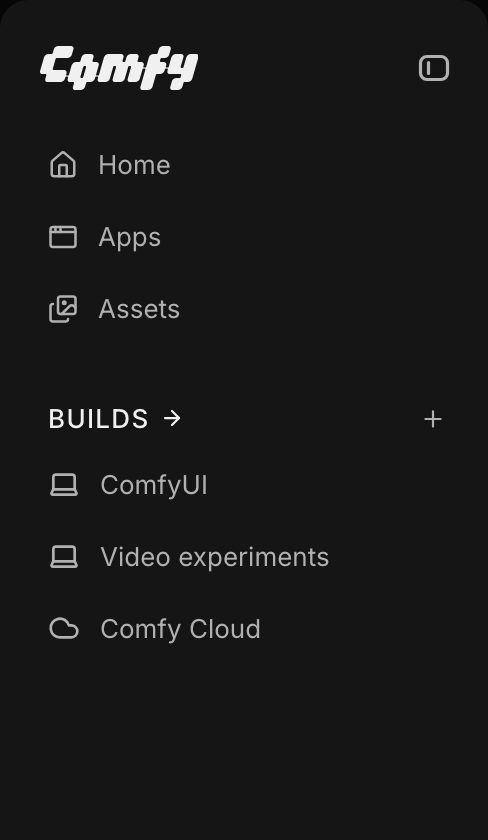 Comfy
Home
Apps
Assets
BUILDS →
ComfyUI
Video experiments
Comfy Cloud